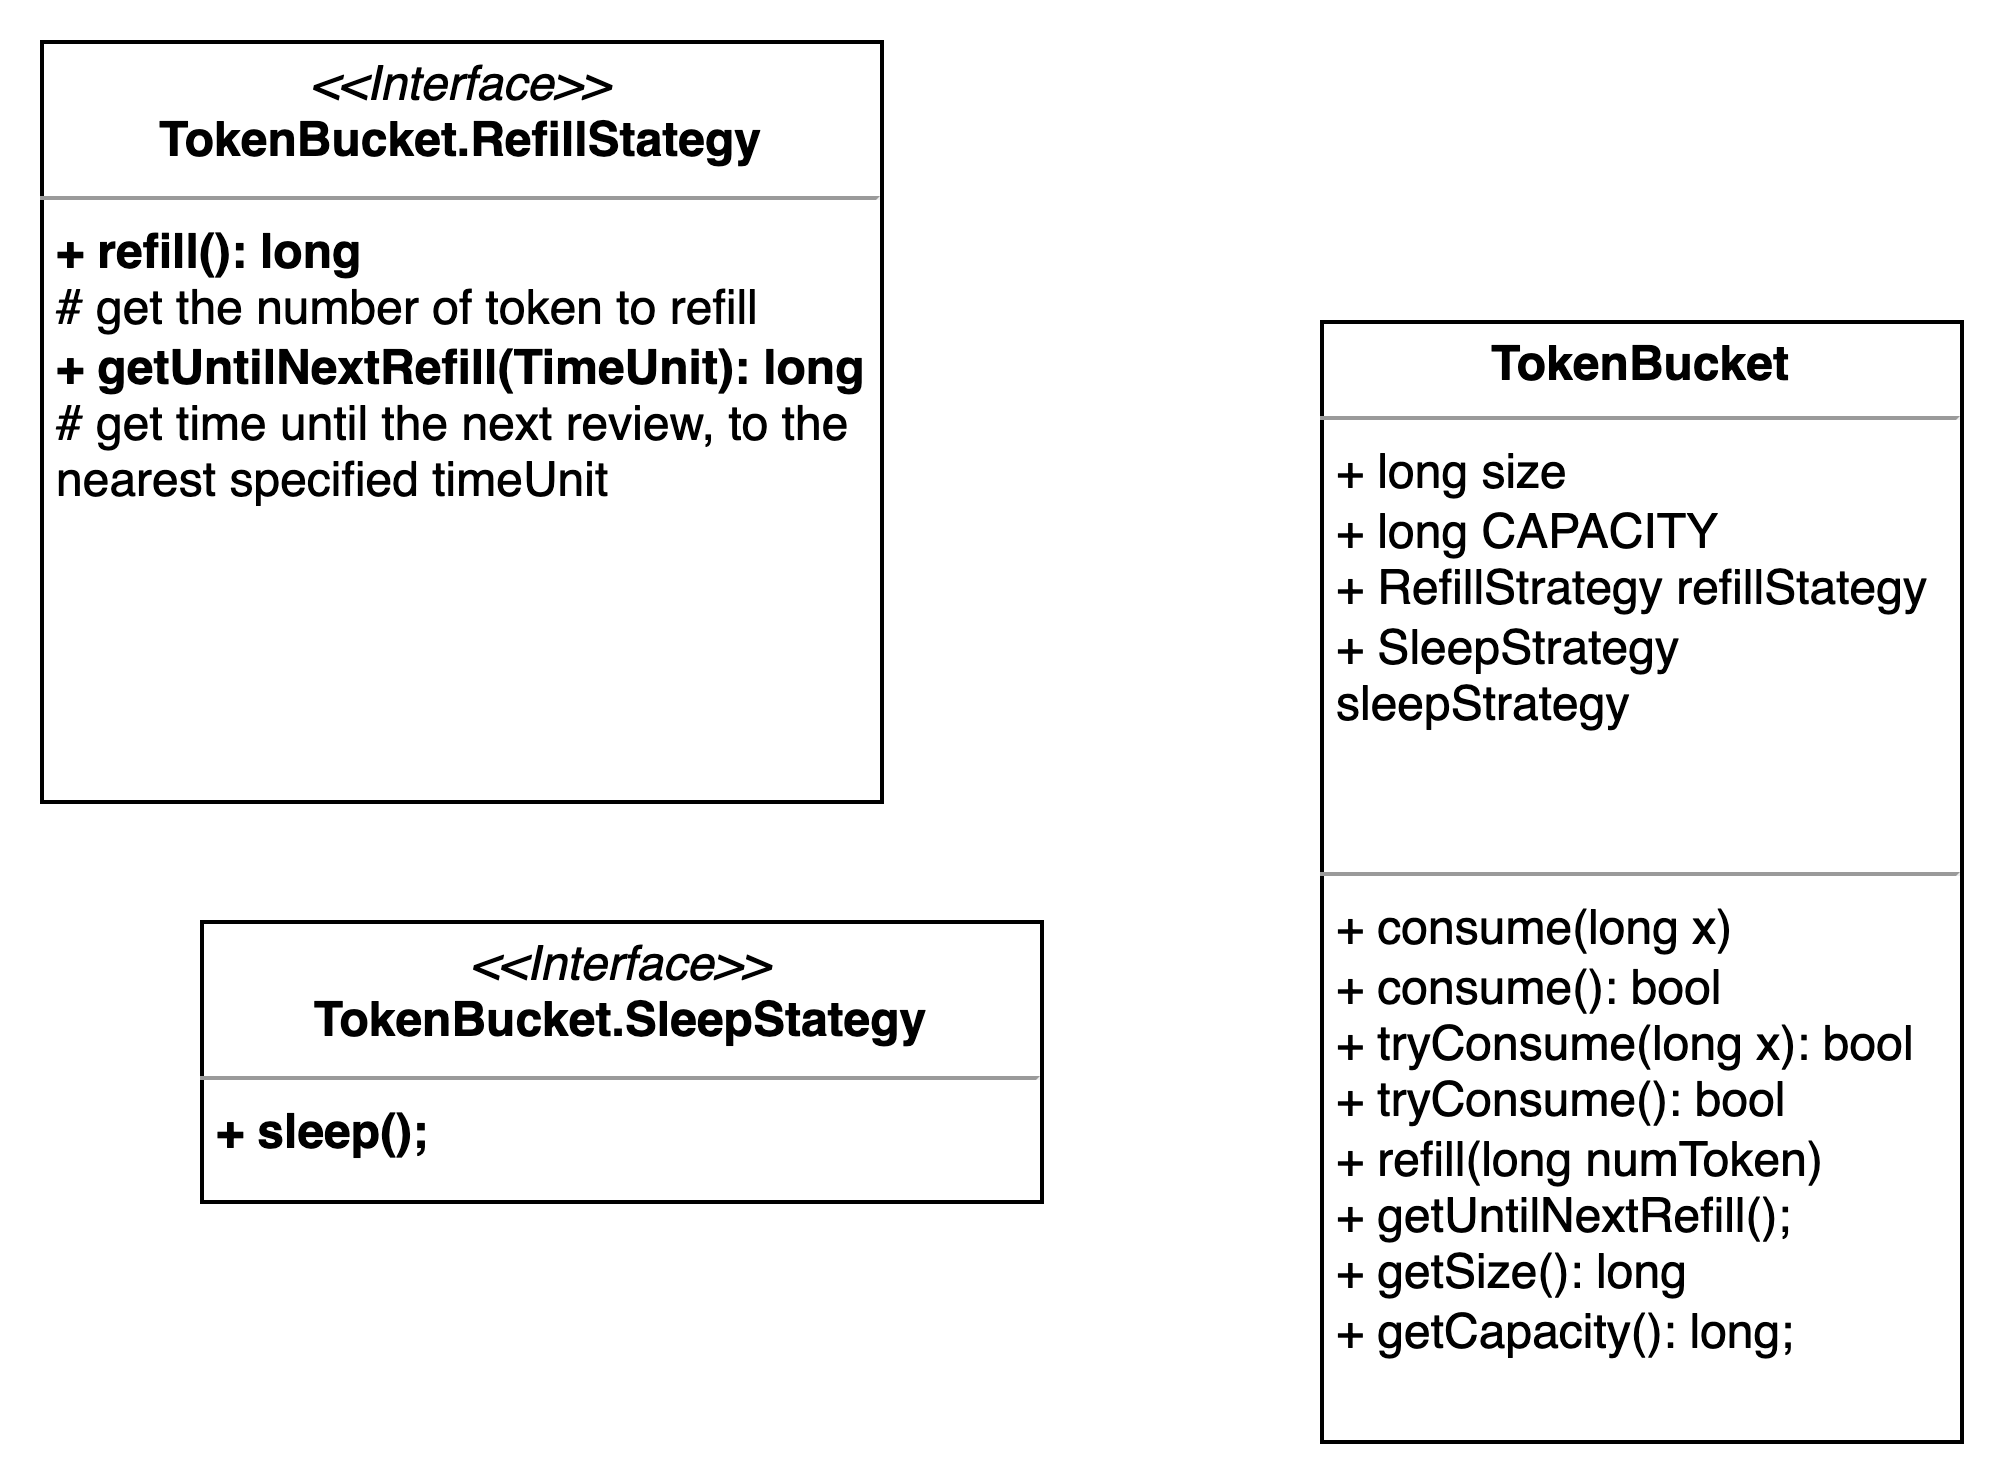 <<Interface>>
TokenBucket.RefillStategy
+ refill(): long
# get the number of token to refill
+ getUntilNextRefill(TimeUnit): long
# get time until the next review, to the
nearest specified timeUnit
<<Interface>>
TokenBucket.SleepStategy
+ sleep();
TokenBucket
+ long size
+ long CAPACITY
+ RefillStrategy refillStategy
+ SleepStrategy
sleepStrategy
+ consume(long x)
+ consume(): bool
+ tryConsume(long x): bool
+ tryConsume(): bool
+ refill(long numToken)
+ getUntilNextRefill();
+ getSize(): long
+ getCapacity(): long;